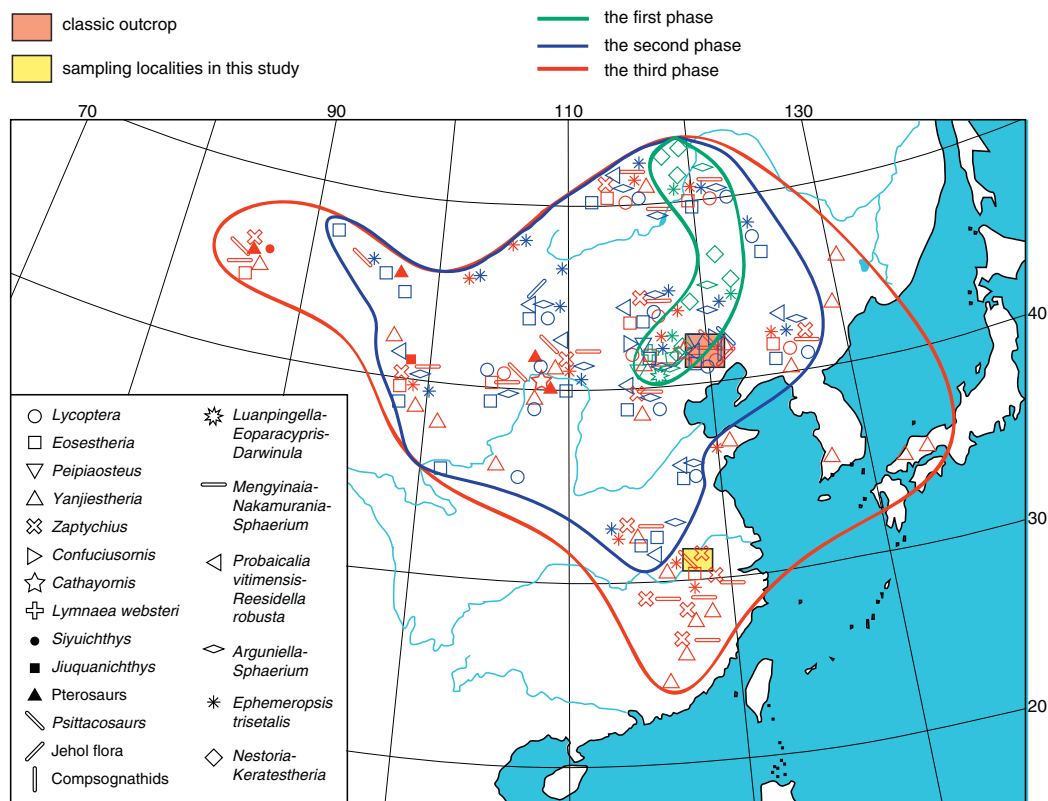 classic outcrop
sampling localities in this study
the first phase
the second phase
the third phase
70
90
110
130
40
30
20
Lycoptera
Eosestheria
Peipiaosteus
Yanjiestheria
Zaptychius
Confuciusornis
Cathayornis
Lymnaea websteri
Siyuichthys
Jiuquanichthys
Pterosaurs
Psittacosaurs
Jehol flora
Compsognathids
Luanpingella-
Eoparacypris-
Darwinula
Mengyinaia-
Nakamurania-
Sphaerium
Probaicalia
vitimensis-
Reesidella
robusta
Arguniella-
Sphaerium
Ephemeropsis
trisetalis
Nestoria-
Keratestheria